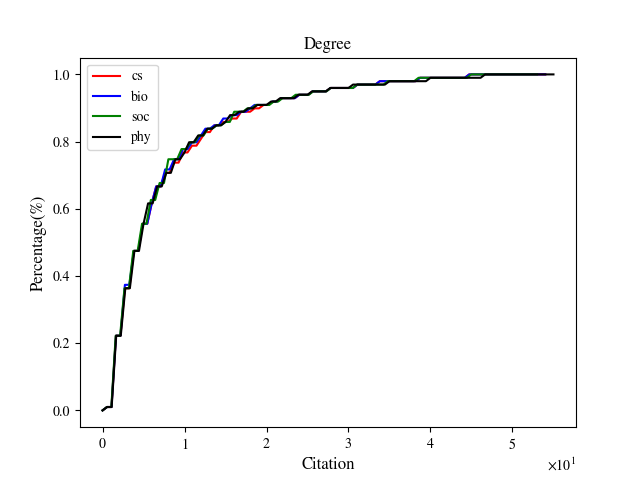 Degree
1.0
0.8
0.6
0.4
0.2
0.0
Percentage(%)
cs
bio
soc
phy
0 1 2 3 4 5
×10¹
Citation